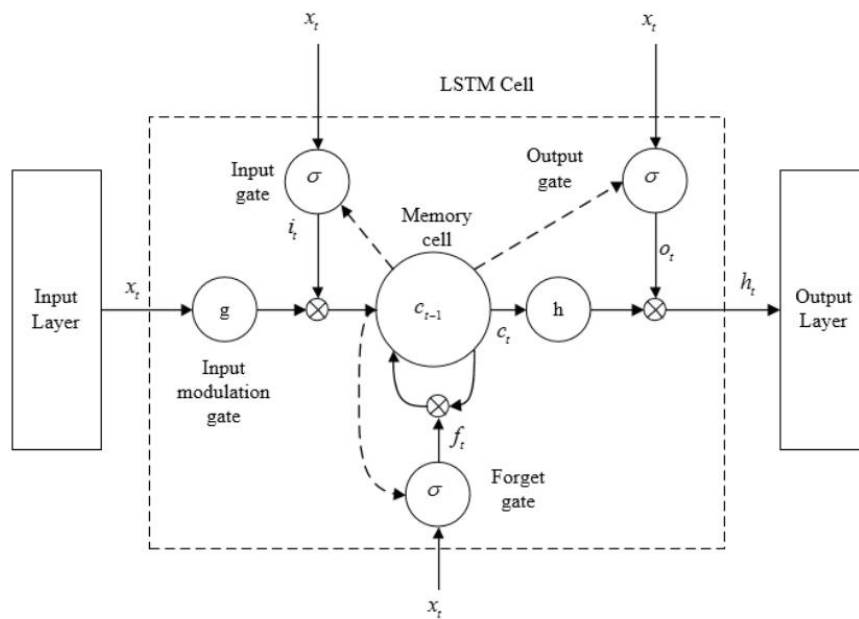 x_t
x_t
LSTM Cell
Input
gate
σ
Output
gate
σ
i_t
Memory
cell
o_t
Input
Layer
x_t
g
c_{t-1}
c_t
h
h_t
Output
Layer
Input
modulation
gate
f_t
σ
Forget
gate
x_t